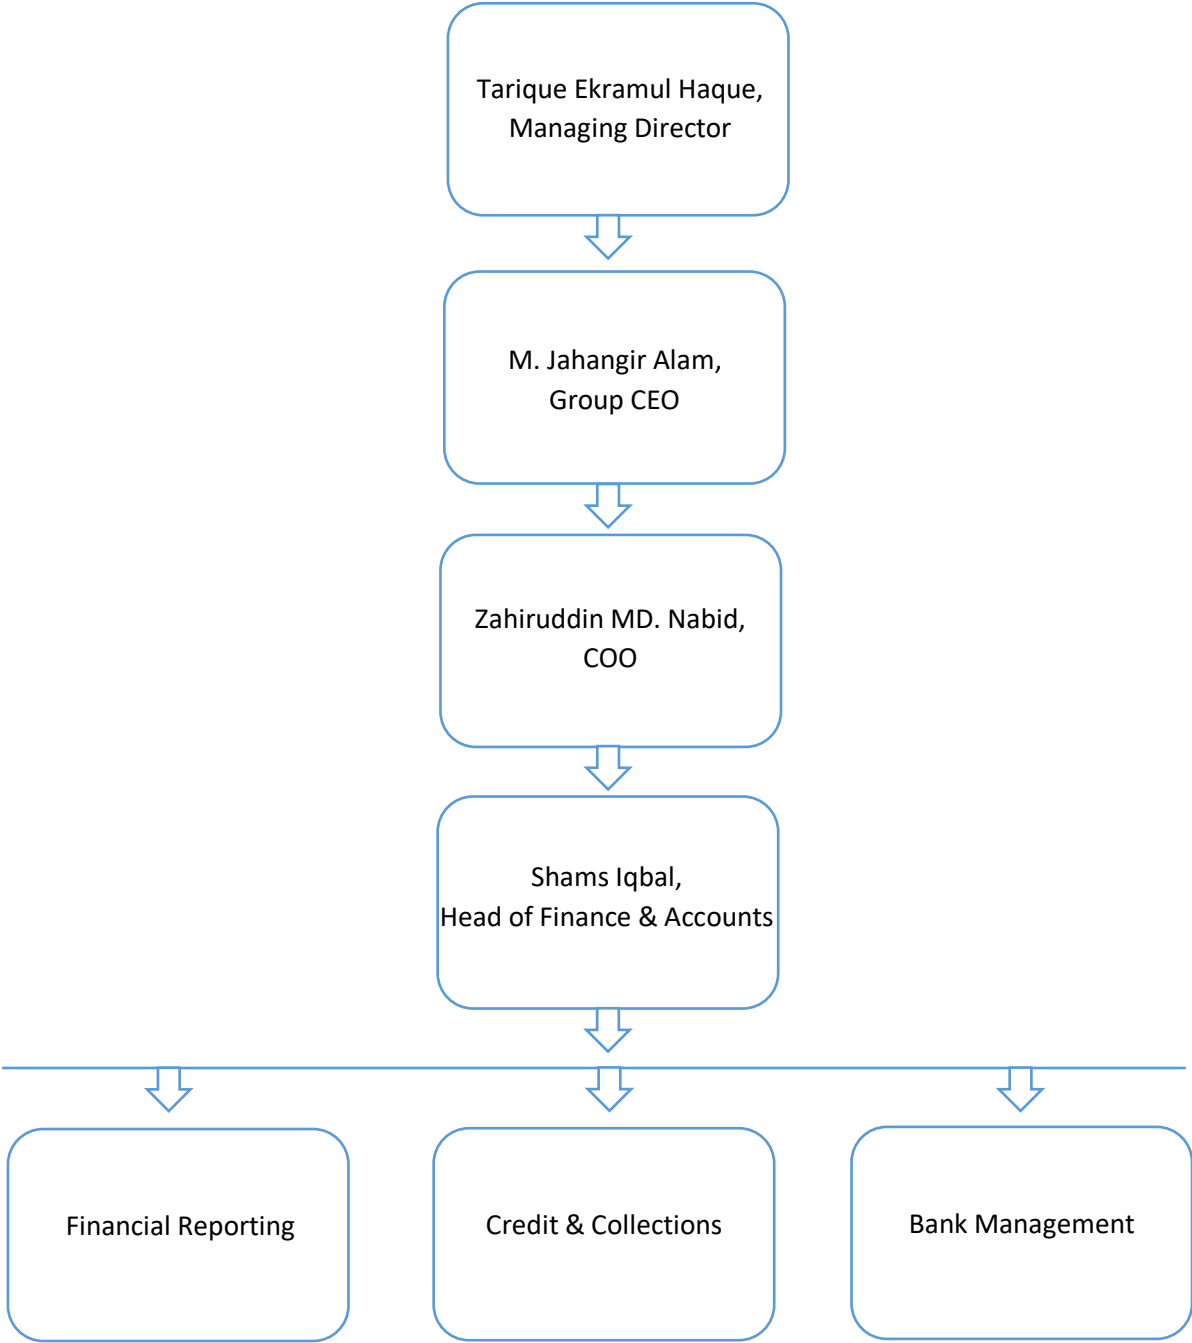 Tarique Ekramul Haque,
Managing Director
M. Jahangir Alam,
Group CEO
Zahiruddin MD. Nabid,
COO
Shams Iqbal,
Head of Finance & Accounts
Financial Reporting
Credit & Collections
Bank Management